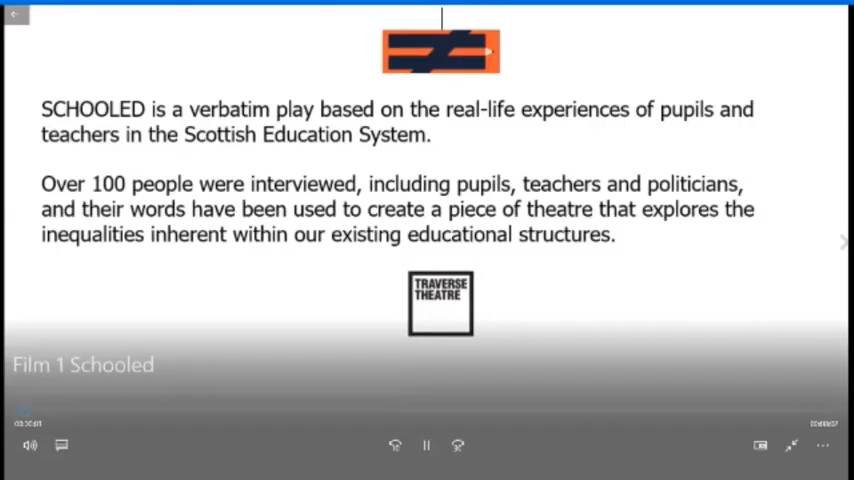 SCHOOLED is a verbatim play based on the real-life experiences of pupils and
teachers in the Scottish Education System.
Over 100 people were interviewed, including pupils, teachers and politicians,
and their words have been used to create a piece of theatre that explores the
inequalities inherent within our existing educational structures.
TRAVERSE
THEATRE
Film 1 Schooled